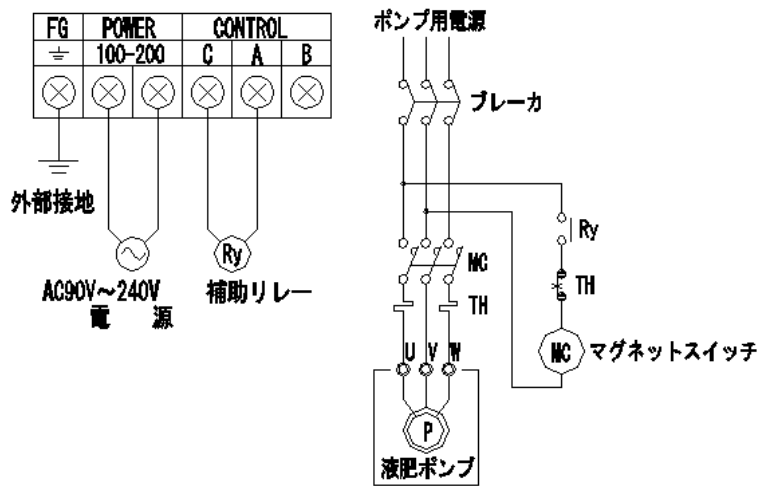 FG POWER CONTROL
100-200 C A B
外部接地
Ry
AC90V～240V
電 源
補助リレー
ポンプ用電源
ブレーカ
Ry
MC
TH
TH
U V W
MC マグネットスイッチ
P
液肥ポンプ